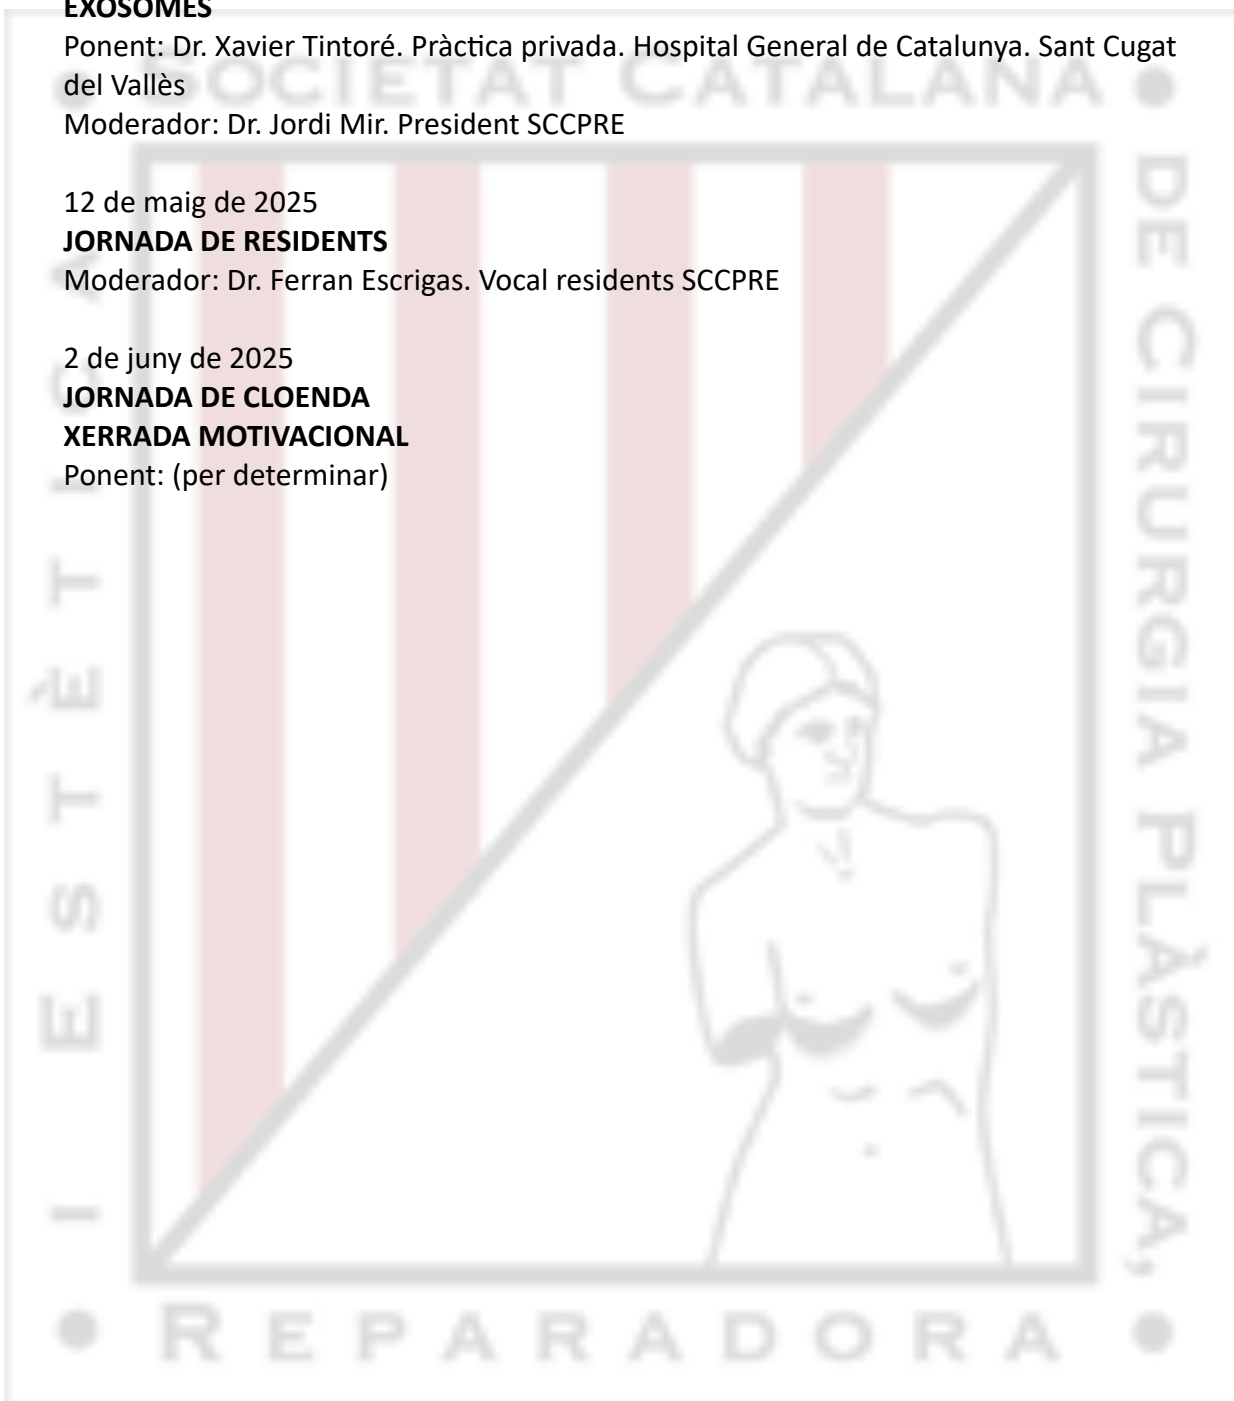 EXOSOMES
Ponent: Dr. Xavier Tintoré. Pràctica privada. Hospital General de Catalunya. Sant Cugat
del Vallès
Moderador: Dr. Jordi Mir. President SCCPRE
12 de maig de 2025
JORNADA DE RESIDENTS
Moderador: Dr. Ferran Escrigas. Vocal residents SCCPRE
2 de juny de 2025
JORNADA DE CLOENDA
XERRADA MOTIVACIONAL
Ponent: (per determinar)
SOCIETAT CATALANA
DE CIRURGIA PLÀSTICA,
REPARADORA
I ESTÈTICA